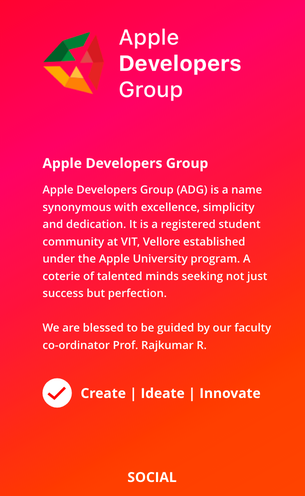 Apple
Developers
Group
Apple Developers Group
Apple Developers Group (ADG) is a name
synonymous with excellence, simplicity
and dedication. It is a registered student
community at VIT, Vellore established
under the Apple University program. A
coterie of talented minds seeking not just
success but perfection.
We are blessed to be guided by our faculty
co-ordinator Prof. Rajkumar R.
Create | Ideate | Innovate
SOCIAL